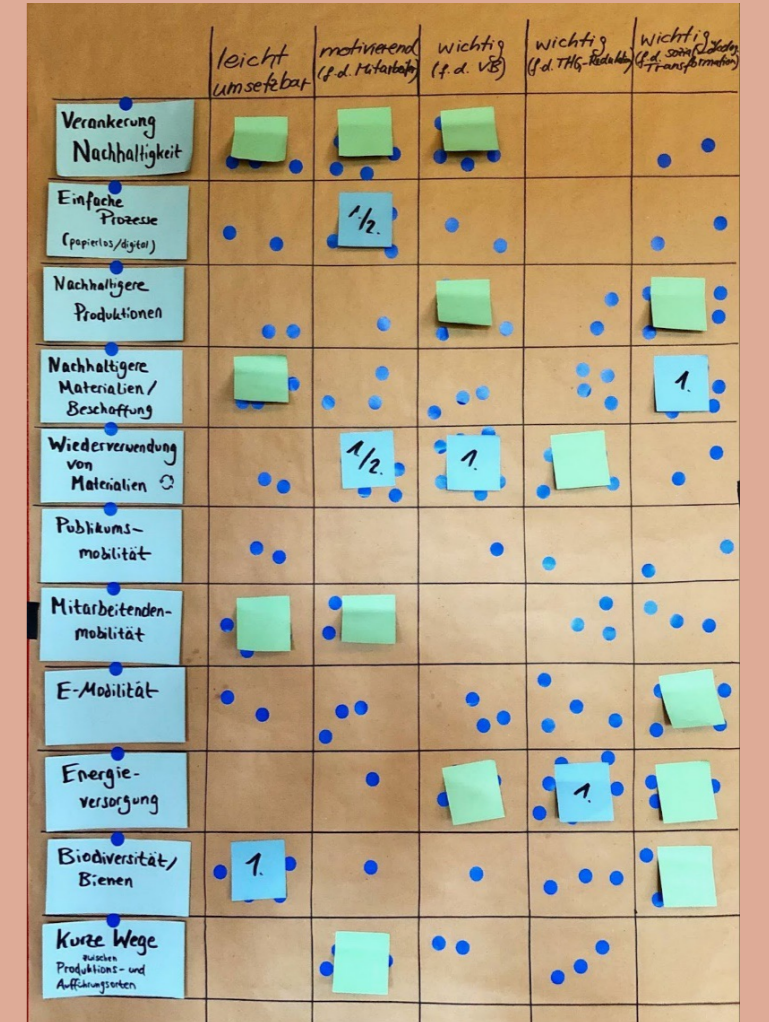 leicht
umsetzbar
motivierend
(f. d. Mitarbeiter)
wichtig
(f. d. VB)
wichtig
(f. d. THG-Reduktion)
wichtig
Transformation)
Verankerung
Nachhaltigkeit
Einfache
Prozesse
(papierlos/digital)
1./2.
Nachhaltigere
Produktionen
Nachhaltigere
Materialien/
Beschaffung
1.
Wiederverwendung
von
Materialien
1./2.
1.
Publikums-
mobilität
Mitarbeitenden-
mobilität
E-Mobilität
Energie-
versorgung
1.
Biodiversität/
Bienen
1.
Kurze Wege
zwischen
Produktions- und
Aufführungsorten